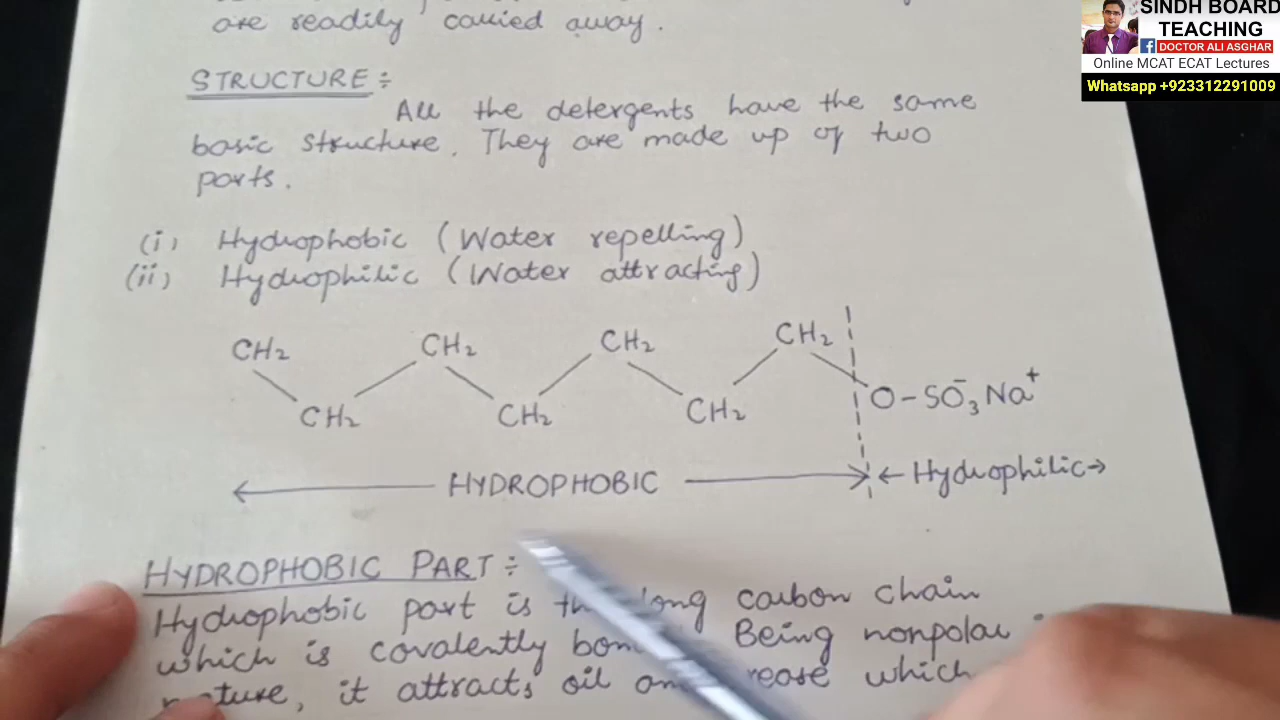 are readily carried away.
SINDH BOARD
TEACHING
DOCTOR ALI ASGHAR
Online MCAT ECAT Lectures
Whatsapp +923312291009
STRUCTURE :-
All the detergents have the same
basic structure. They are made up of two
parts.
(i) Hydrophobic (Water repelling)
(ii) Hydrophilic (Water attracting)
CH₂ CH₂ CH₂ CH₂
CH₂ CH₂ CH₂ O-SO₃⁻Na⁺
← HYDROPHOBIC → ← Hydrophilic →
HYDROPHOBIC PART :-
Hydrophobic part is the long carbon chain
which is covalently Being nonpolar
nature, it attracts oil which